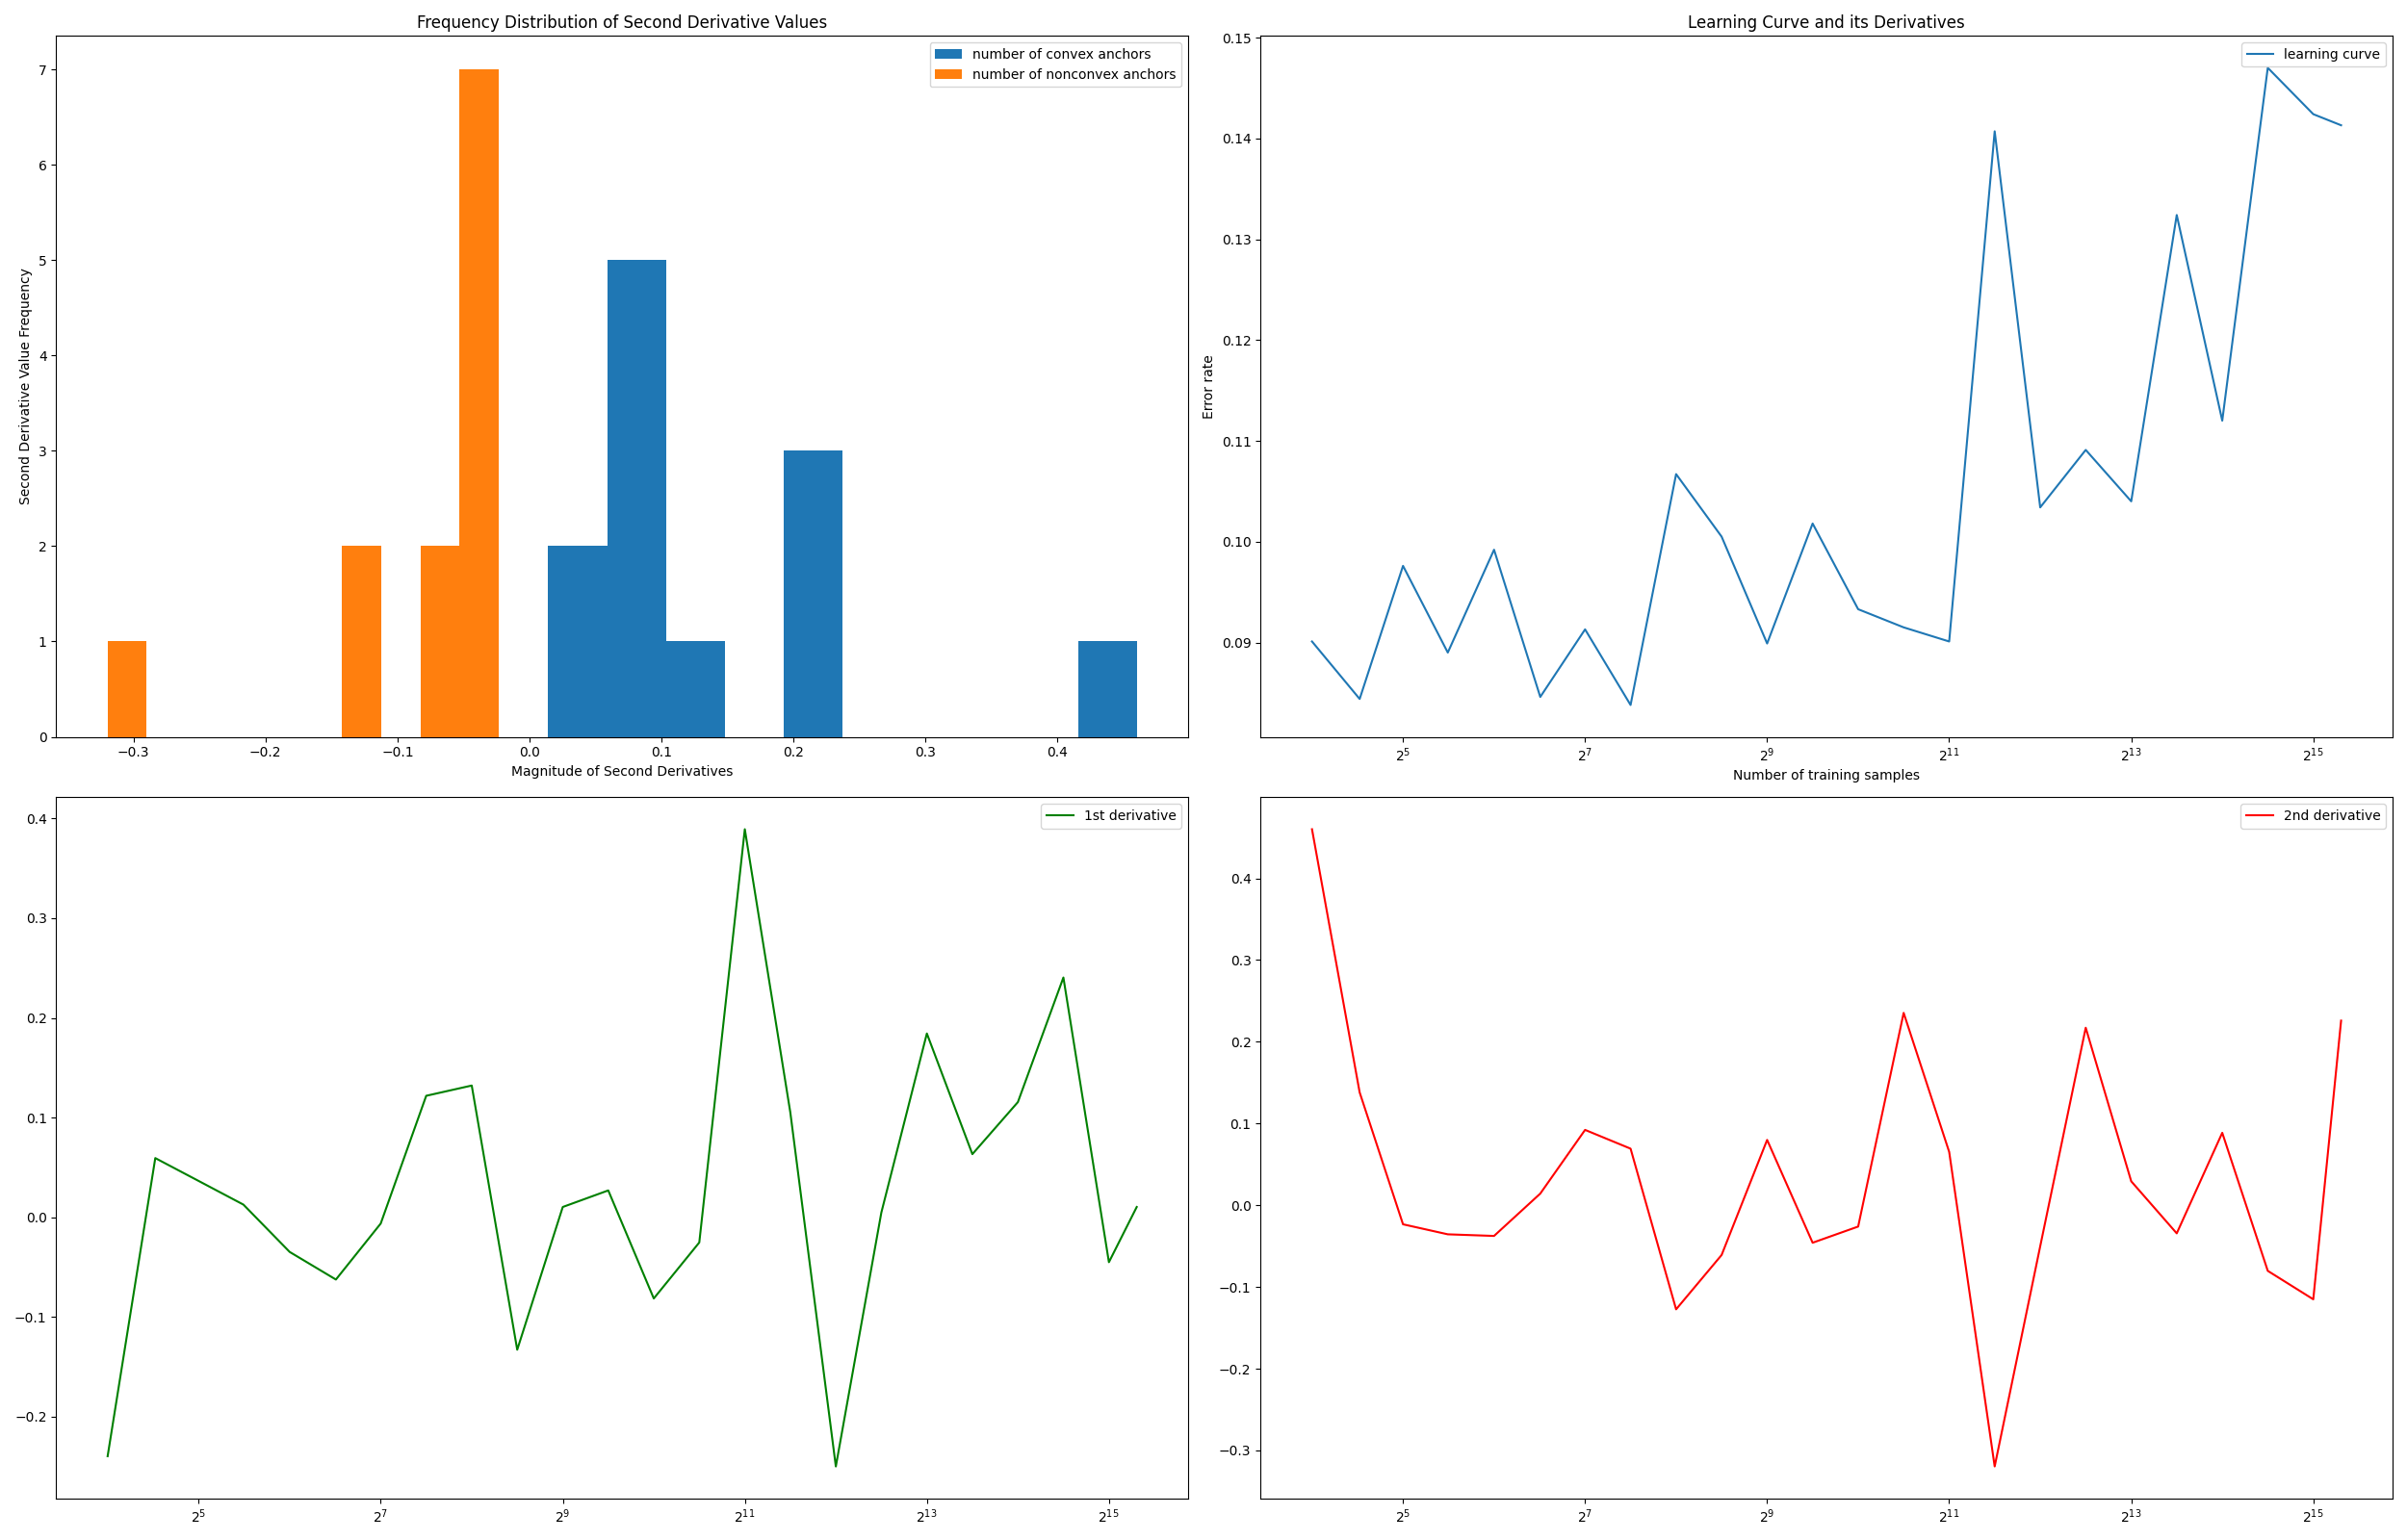 Frequency Distribution of Second Derivative Values
number of convex anchors
number of nonconvex anchors
7
6
5
4
3
2
1
0
Second Derivative Value Frequency
−0.3 −0.2 −0.1 0.0 0.1 0.2 0.3 0.4
Magnitude of Second Derivatives
Learning Curve and its Derivatives
learning curve
0.15
0.14
0.13
0.12
0.11
0.10
0.09
Error rate
2^5 2^7 2^9 2^11 2^13 2^15
Number of training samples
1st derivative
0.4
0.3
0.2
0.1
0.0
−0.1
−0.2
2^5 2^7 2^9 2^11 2^13 2^15
2nd derivative
0.4
0.3
0.2
0.1
0.0
−0.1
−0.2
−0.3
2^5 2^7 2^9 2^11 2^13 2^15